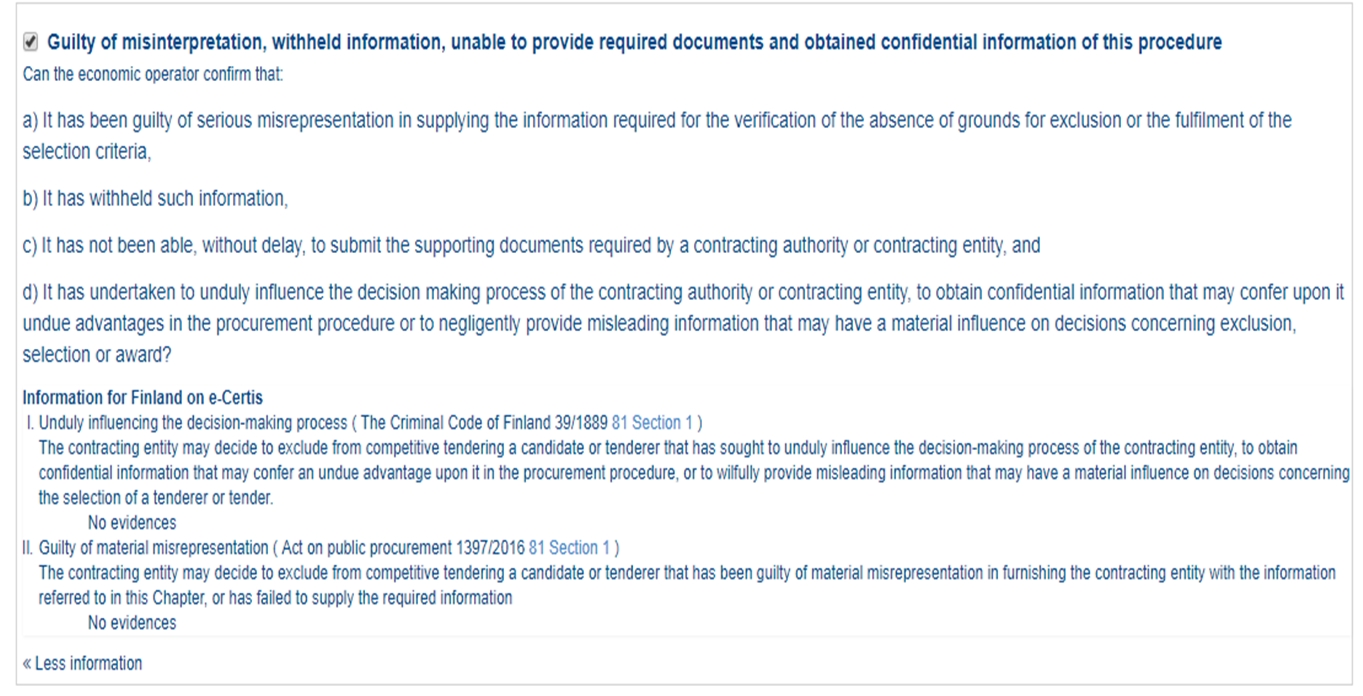 Guilty of misinterpretation, withheld information, unable to provide required documents and obtained confidential information of this procedure
Can the economic operator confirm that:
a) It has been guilty of serious misrepresentation in supplying the information required for the verification of the absence of grounds for exclusion or the fulfilment of the
selection criteria,
b) It has withheld such information,
c) It has not been able, without delay, to submit the supporting documents required by a contracting authority or contracting entity, and
d) It has undertaken to unduly influence the decision making process of the contracting authority or contracting entity, to obtain confidential information that may confer upon it
undue advantages in the procurement procedure or to negligently provide misleading information that may have a material influence on decisions concerning exclusion,
selection or award?
Information for Finland on e-Certis
I. Unduly influencing the decision-making process ( The Criminal Code of Finland 39/1889 81 Section 1 )
The contracting entity may decide to exclude from competitive tendering a candidate or tenderer that has sought to unduly influence the decision-making process of the contracting entity, to obtain
confidential information that may confer an undue advantage upon it in the procurement procedure, or to wilfully provide misleading information that may have a material influence on decisions concerning
the selection of a tenderer or tender.
No evidences
II. Guilty of material misrepresentation ( Act on public procurement 1397/2016 81 Section 1 )
The contracting entity may decide to exclude from competitive tendering a candidate or tenderer that has been guilty of material misrepresentation in furnishing the contracting entity with the information
referred to in this Chapter, or has failed to supply the required information
No evidences
« Less information